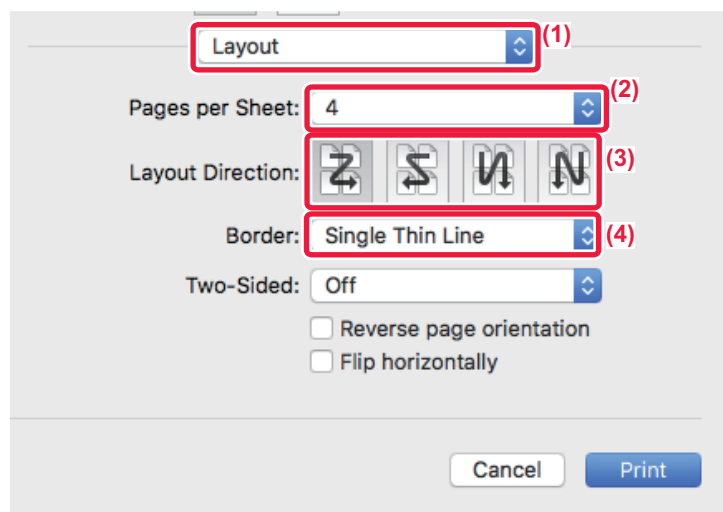 Layout (1)
Pages per Sheet: 4 (2)
Layout Direction: (3)
Border: Single Thin Line (4)
Two-Sided: Off
Reverse page orientation
Flip horizontally
Cancel Print